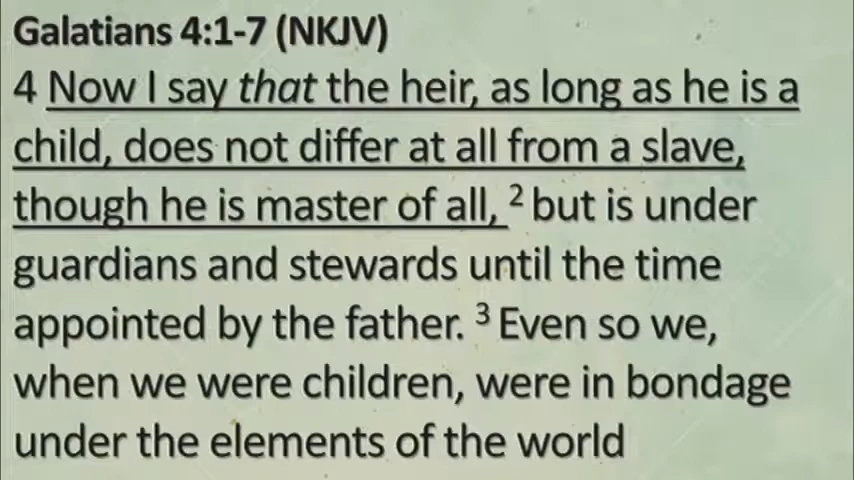 Galatians 4:1-7 (NKJV)
4 Now I say that the heir, as long as he is a
child, does not differ at all from a slave,
though he is master of all, 2 but is under
guardians and stewards until the time
appointed by the father. 3 Even so we,
when we were children, were in bondage
under the elements of the world